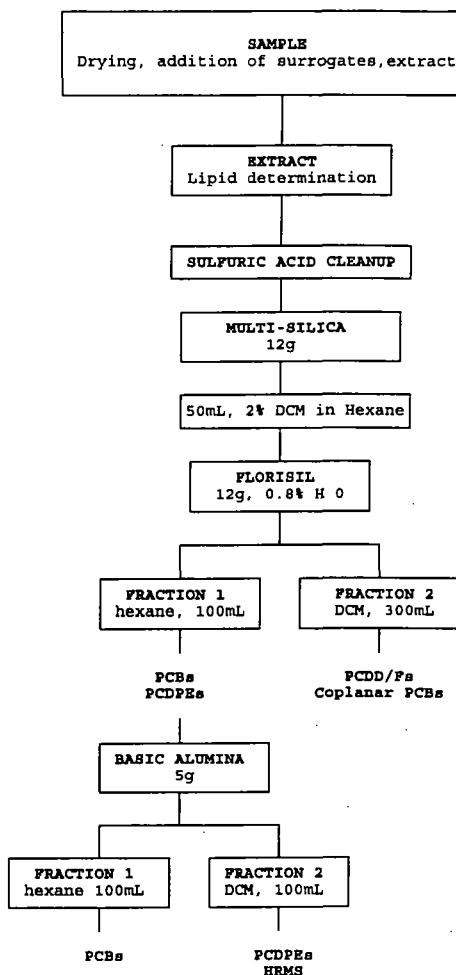 SAMPLE
Drying, addition of surrogates,extract
EXTRACT
Lipid determination
SULFURIC ACID CLEANUP
MULTI-SILICA
12g
50mL, 2% DCM in Hexane
FLORISIL
12g, 0.8% H O
FRACTION 1
hexane, 100mL
FRACTION 2
DCM, 300mL
PCBs
PCDPEs
PCDD/Fs
Coplanar PCBs
BASIC ALUMINA
5g
FRACTION 1
hexane 100mL
FRACTION 2
DCM, 100mL
PCBs
PCDPEs
HRMS